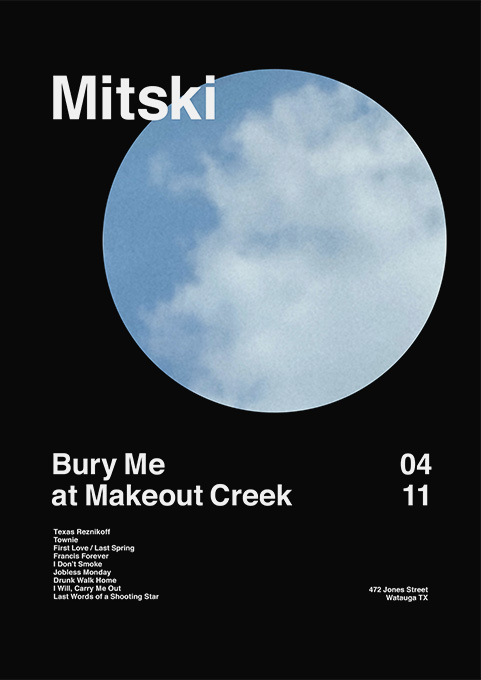 Mitski
Bury Me
at Makeout Creek
04
11
Texas Reznikoff
Townie
First Love / Last Spring
Francis Forever
I Don't Smoke
Jobless Monday
Drunk Walk Home
I Will, Carry Me Out
Last Words of a Shooting Star
472 Jones Street
Watauga TX